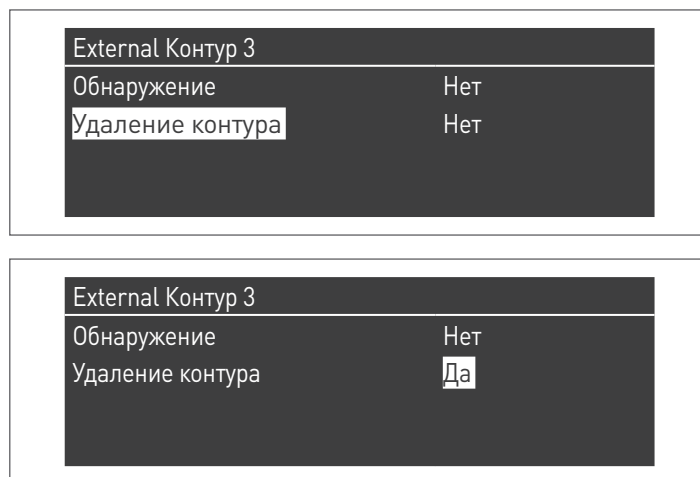 External Контур 3
Обнаружение Нет
Удаление контура Нет
External Контур 3
Обнаружение Нет
Удаление контура Да